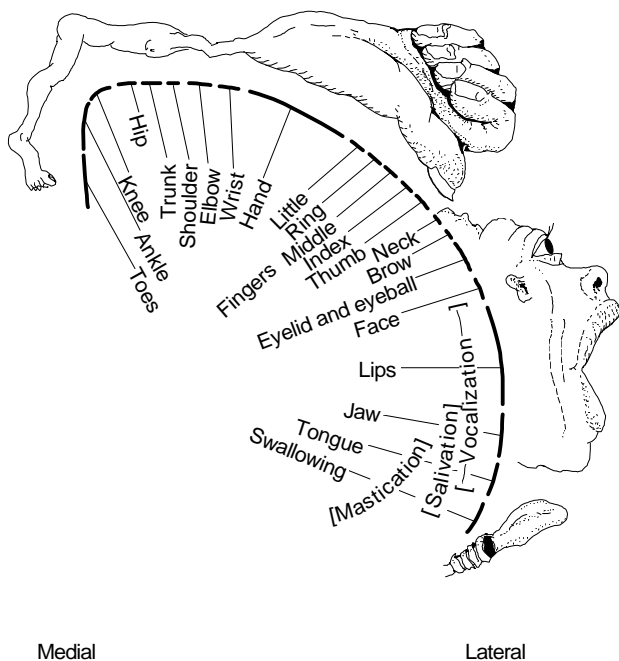 Toes
Ankle
Knee
Hip
Trunk
Shoulder
Elbow
Wrist
Hand
Little
Ring
Middle
Index
Thumb
Fingers
Neck
Brow
Eyelid and eyeball
Face
Lips
Jaw
Tongue
Swallowing
[Mastication]
[Salivation]
[Vocalization]
Medial
Lateral